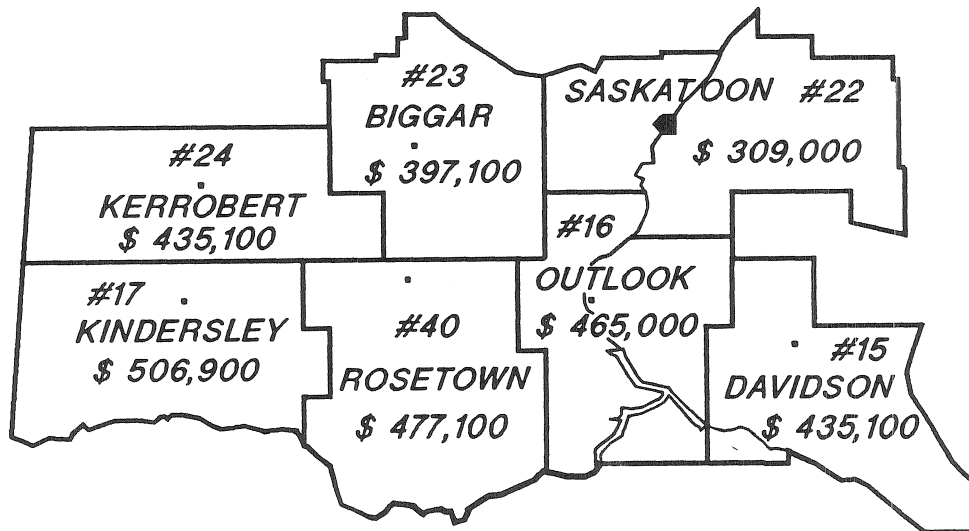 #23
BIGGAR
$ 397,100
SASKATOON #22
$ 309,000
#24
KERROBERT
$ 435,100
#16
OUTLOOK
$ 465,000
#17
KINDERSLEY
$ 506,900
#40
ROSETOWN
$ 477,100
#15
DAVIDSON
$ 435,100